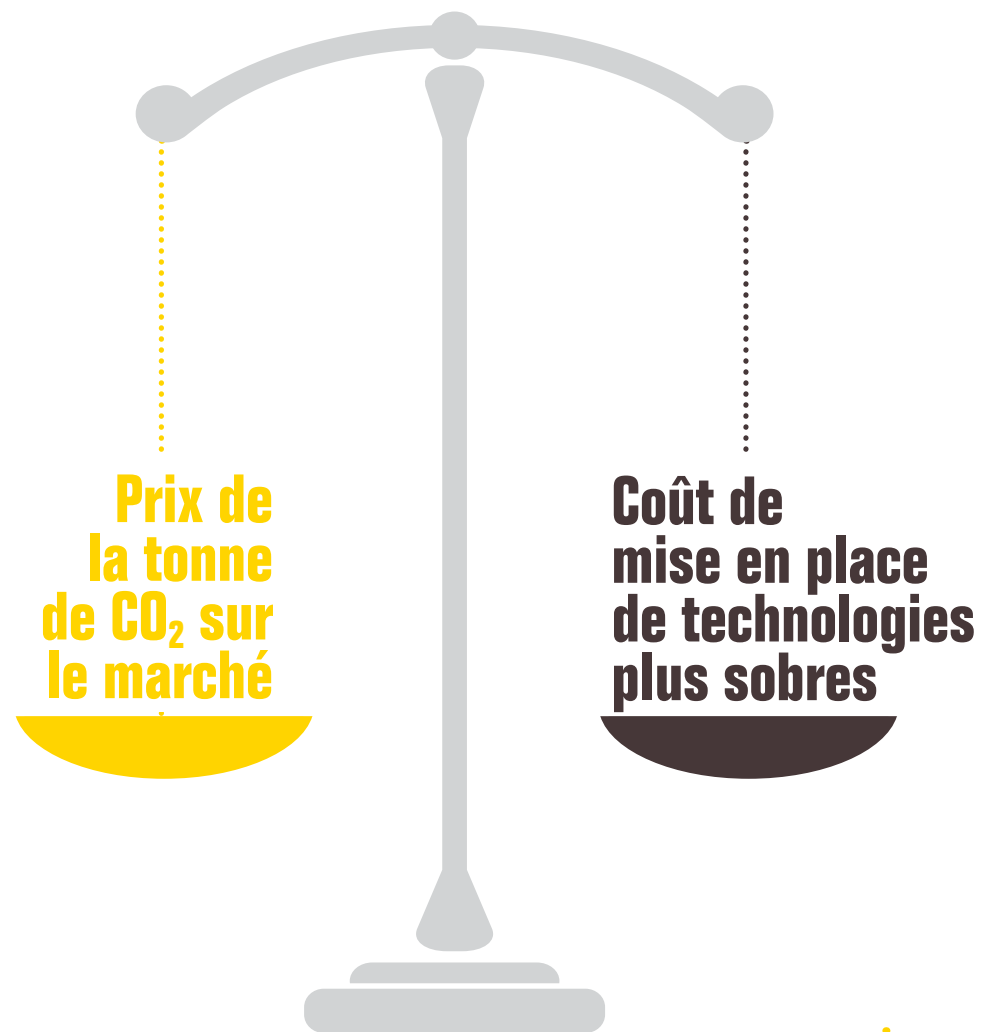 Prix de
la tonne
de CO₂ sur
le marché
Coût de
mise en place
de technologies
plus sobres